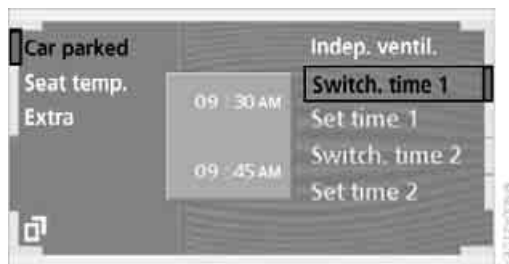 Car parked
Seat temp.
Extra
09 : 30 AM
09 : 45 AM
Indep. ventil.
Switch. time 1
Set time 1
Switch. time 2
Set time 2